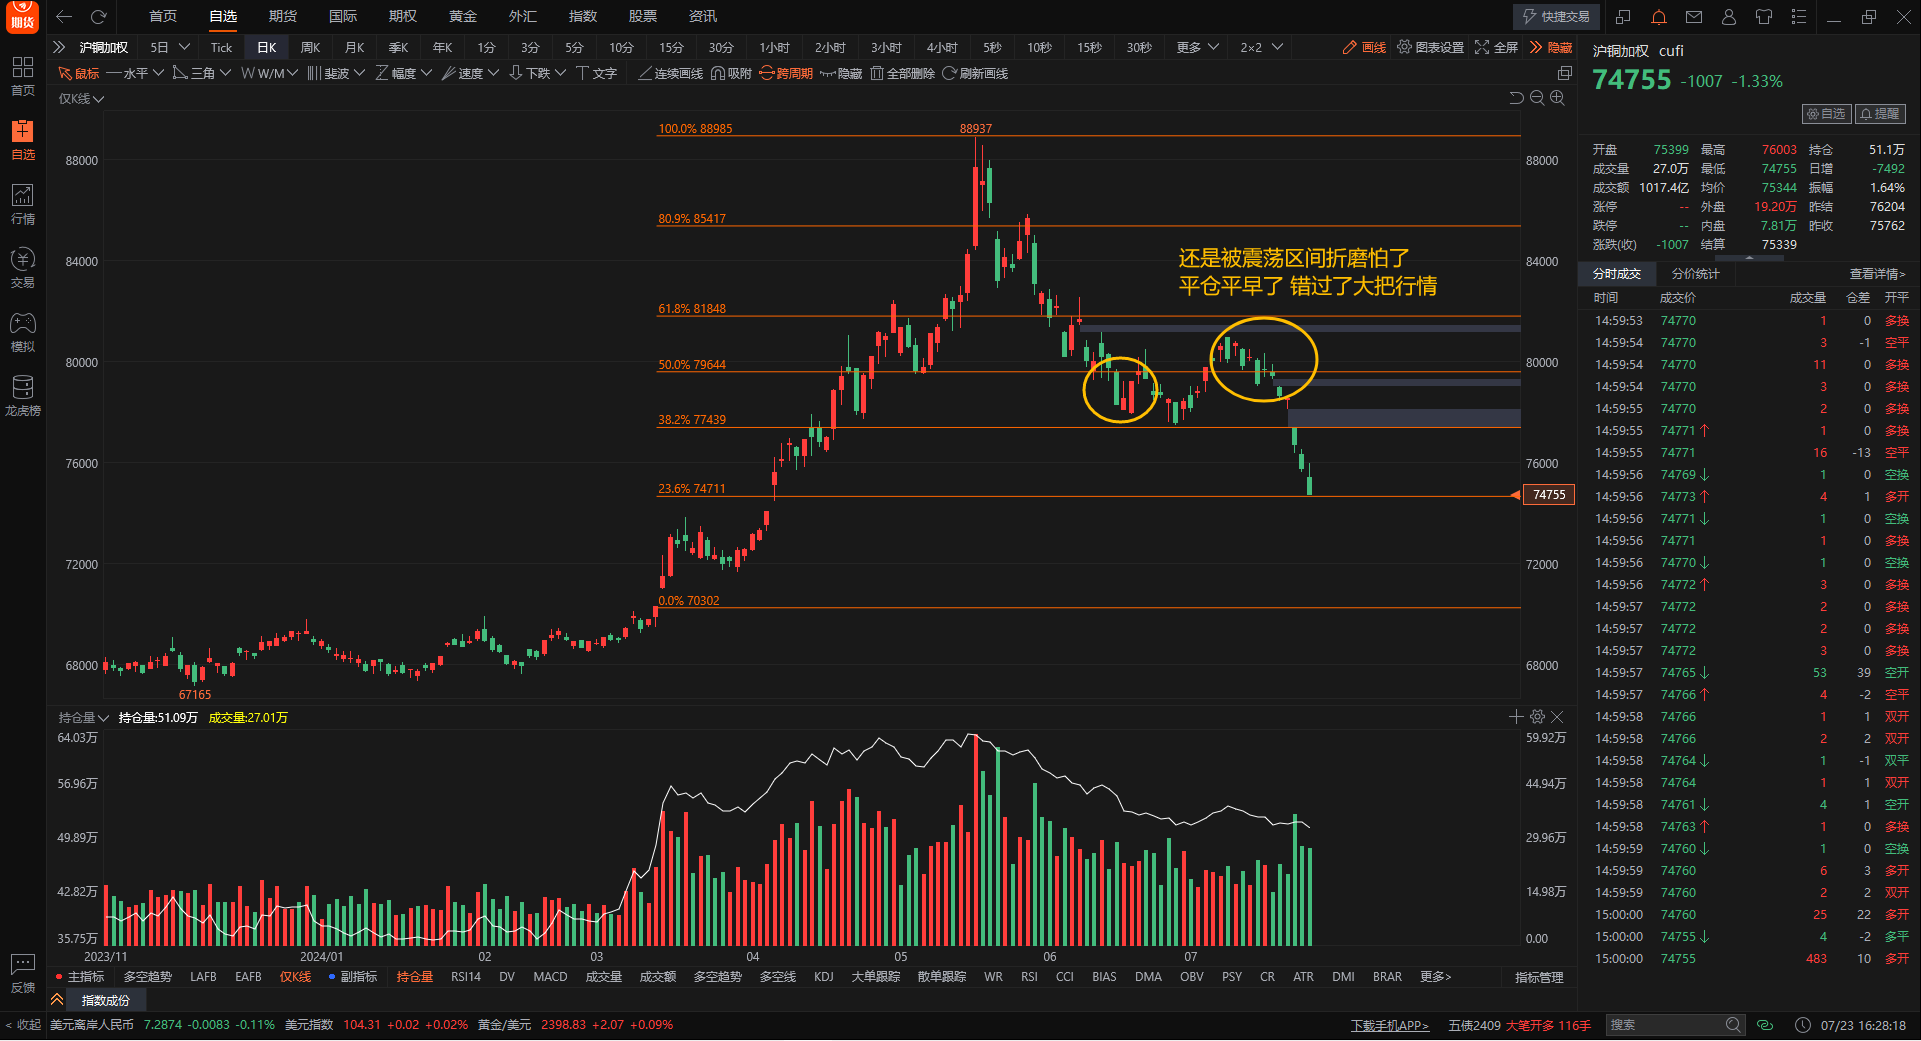 期货
首页 自选 期货 国际 期权 黄金 外汇 指数 股票 资讯
快捷交易
沪铜加权 5日 Tick 日K 周K 月K 季K 年K 1分 3分 5分 10分 15分 30分 1小时 2小时 3小时 4小时 5秒 10秒 15秒 30秒 更多 2×2 画线 图表设置 全屏 隐藏
鼠标 水平 三角 W/M 斐波 幅度 速度 下跌 文字 连续画线 吸附 跨周期 隐藏 全部删除 刷新画线
首页
自选
行情
交易
模拟
龙虎榜
反馈
< 收起
仅K线
100.0% 88985
88937
80.9% 85417
61.8% 81848
50.0% 79644
38.2% 77439
23.6% 74711
0.0% 70302
67165
还是被震荡区间折磨怕了
平仓平早了 错过了大把行情
88000 88000
84000 84000
80000 80000
76000 76000
74755
72000 72000
68000 68000
持仓量 持仓量:51.09万 成交量:27.01万
64.03万 59.92万
56.96万 44.94万
49.89万 29.96万
42.82万 14.98万
35.75万 0.00
2023/11 2024/01 02 03 04 05 06 07
主指标 多空趋势 LAFB EAFB 仅K线 副指标 持仓量 RSI14 DV MACD 成交量 成交额 多空趋势 多空线 KDJ 大单跟踪 散单跟踪 WR RSI CCI BIAS DMA OBV PSY CR ATR DMI BRAR 更多> 指标管理
指数成份
美元离岸人民币 7.2874 -0.0083 -0.11% 美元指数 104.31 +0.02 +0.02% 黄金/美元 2398.83 +2.07 +0.09%
下载手机APP> 五债2409 大笔开多 116手 搜索 07/23 16:28:18
沪铜加权 cufi
74755 -1007 -1.33%
自选 提醒
开盘 75399 最高 76003 持仓 51.1万
成交量 27.0万 最低 74755 日增 -7492
成交额 1017.4亿 均价 75344 振幅 1.64%
涨停 -- 外盘 19.20万 昨结 76204
跌停 -- 内盘 7.81万 昨收 75762
涨跌(收) -1007 结算 75339
分时成交 分价统计 查看详情>
时间 成交价 成交量 仓差 开平
14:59:53 74770 1 0 多换
14:59:54 74770 3 -1 空平
14:59:54 74770 11 0 多换
14:59:54 74770 3 0 多换
14:59:55 74770 2 0 多换
14:59:55 74771↑ 1 0 多换
14:59:55 74771 16 -13 空平
14:59:56 74769↓ 1 0 空换
14:59:56 74773↑ 4 1 多开
14:59:56 74771↓ 1 0 空换
14:59:56 74771 1 0 多换
14:59:56 74770↓ 1 0 空换
14:59:56 74772↑ 3 0 多换
14:59:57 74772 2 0 多换
14:59:57 74772 2 0 多换
14:59:57 74772 3 0 多换
14:59:57 74765↓ 53 39 空开
14:59:57 74766↑ 4 -2 空平
14:59:58 74766 1 1 双开
14:59:58 74766 2 2 双开
14:59:58 74764↓ 1 -1 双平
14:59:58 74764 1 1 双开
14:59:58 74761↓ 4 1 空开
14:59:58 74763↑ 1 0 多换
14:59:59 74760↓ 1 0 空换
14:59:59 74760 6 3 多开
14:59:59 74760 2 2 双开
15:00:00 74760 25 22 多开
15:00:00 74755↓ 4 -2 多平
15:00:00 74755 483 10 多开